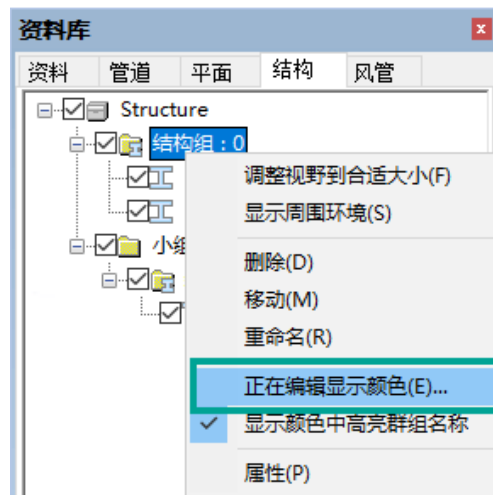 资料库
资料 管道 平面 结构 风管
Structure
结构组：0
调整视野到合适大小(F)
显示周围环境(S)
小组
删除(D)
移动(M)
重命名(R)
正在编辑显示颜色(E)...
显示颜色中高亮群组名称
属性(P)